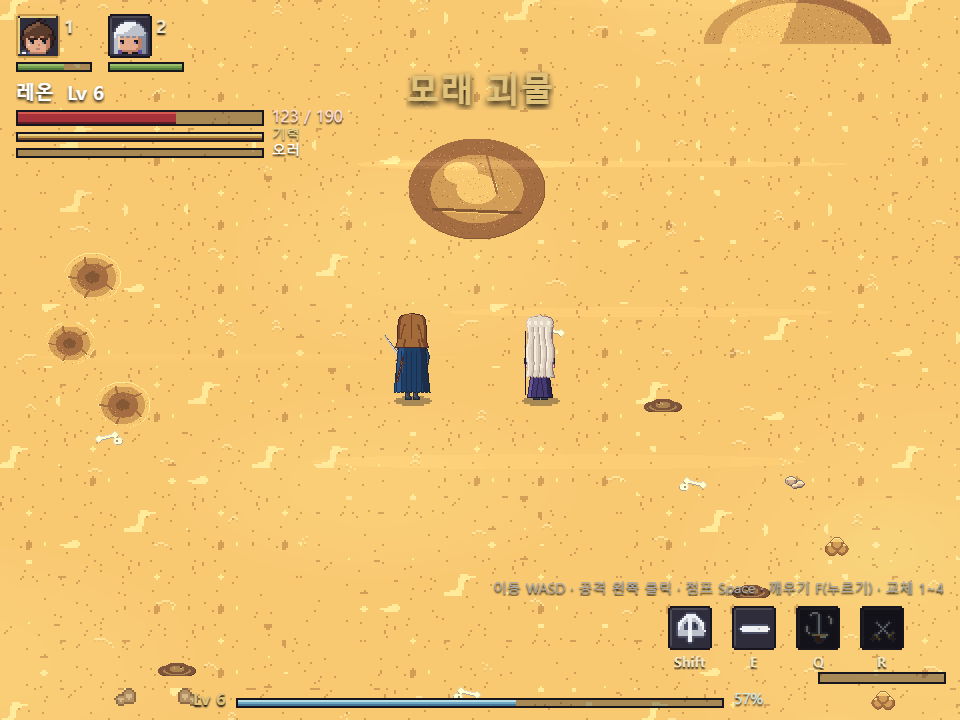 1
2
레온 Lv 6
모래 괴물
123 / 190
기력
오러
이동 WASD · 공격 왼쪽 클릭 · 점프 Space · 깨우기 F(누르기) · 교체 1~4
Shift
E
Q
R
Lv 6
57%